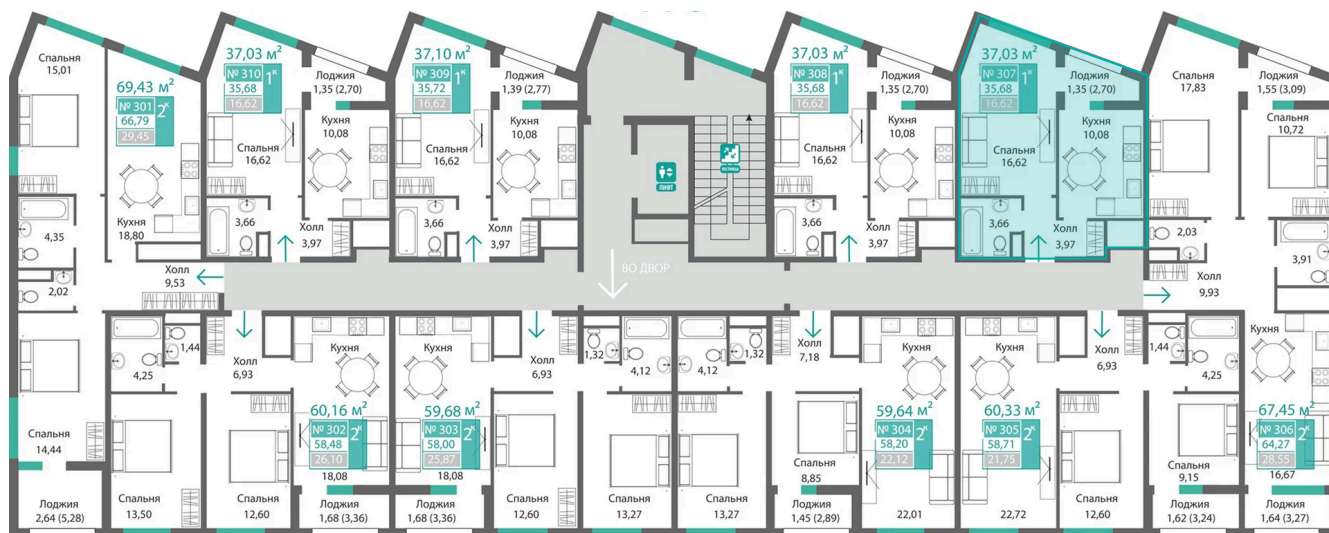 Спальня
15,01
69,43 м²
№ 301
2к
66,79
29,45
Кухня
18,80
4,35
2,02
Холл
9,53
Спальня
14,44
Лоджия
2,64 (5,28)
37,03 м²
№ 310
1к
35,68
16,62
Лоджия
1,35 (2,70)
Кухня
10,08
Спальня
16,62
3,66
Холл
3,97
37,10 м²
№ 309
1к
35,72
16,62
Лоджия
1,39 (2,77)
Кухня
10,08
Спальня
16,62
3,66
Холл
3,97
ЛИФТ
ЛЕСТНИЦА
ВО ДВОР
37,03 м²
№ 308
1к
35,68
16,62
Лоджия
1,35 (2,70)
Кухня
10,08
Спальня
16,62
3,66
Холл
3,97
37,03 м²
№ 307
1к
35,68
16,62
Лоджия
1,35 (2,70)
Кухня
10,08
Спальня
16,62
3,66
Холл
3,97
Спальня
17,83
Лоджия
1,55 (3,09)
Спальня
10,72
2,03
3,91
Холл
9,93
4,25
1,44
Холл
6,93
Кухня
60,16 м²
№ 302
2к
58,48
26,10
18,08
Спальня
13,50
Спальня
12,60
Лоджия
1,68 (3,36)
Кухня
59,68 м²
№ 303
2к
58,00
25,87
18,08
Лоджия
1,68 (3,36)
Холл
6,93
1,32
4,12
Спальня
12,60
Спальня
13,27
4,12
1,32
Холл
7,18
Спальня
13,27
Спальня
8,85
Лоджия
1,45 (2,89)
Кухня
59,64 м²
№ 304
2к
58,20
22,12
22,01
Кухня
60,33 м²
№ 305
2к
58,71
21,75
22,72
Холл
6,93
1,44
4,25
Спальня
12,60
Спальня
9,15
Лоджия
1,62 (3,24)
Кухня
67,45 м²
№ 306
2к
64,27
28,55
16,67
Лоджия
1,64 (3,27)